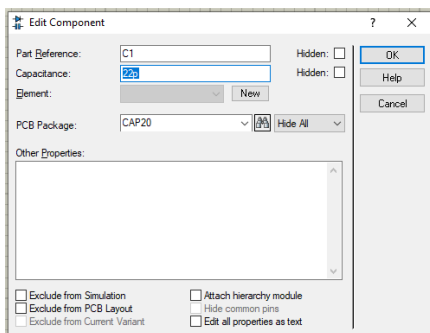 Edit Component ? X
Part Reference: C1 Hidden: OK
Capacitance: 22p Hidden: Help
Element: New Cancel
PCB Package: CAP20 Hide All
Other Properties:
Exclude from Simulation Attach hierarchy module
Exclude from PCB Layout Hide common pins
Exclude from Current Variant Edit all properties as text